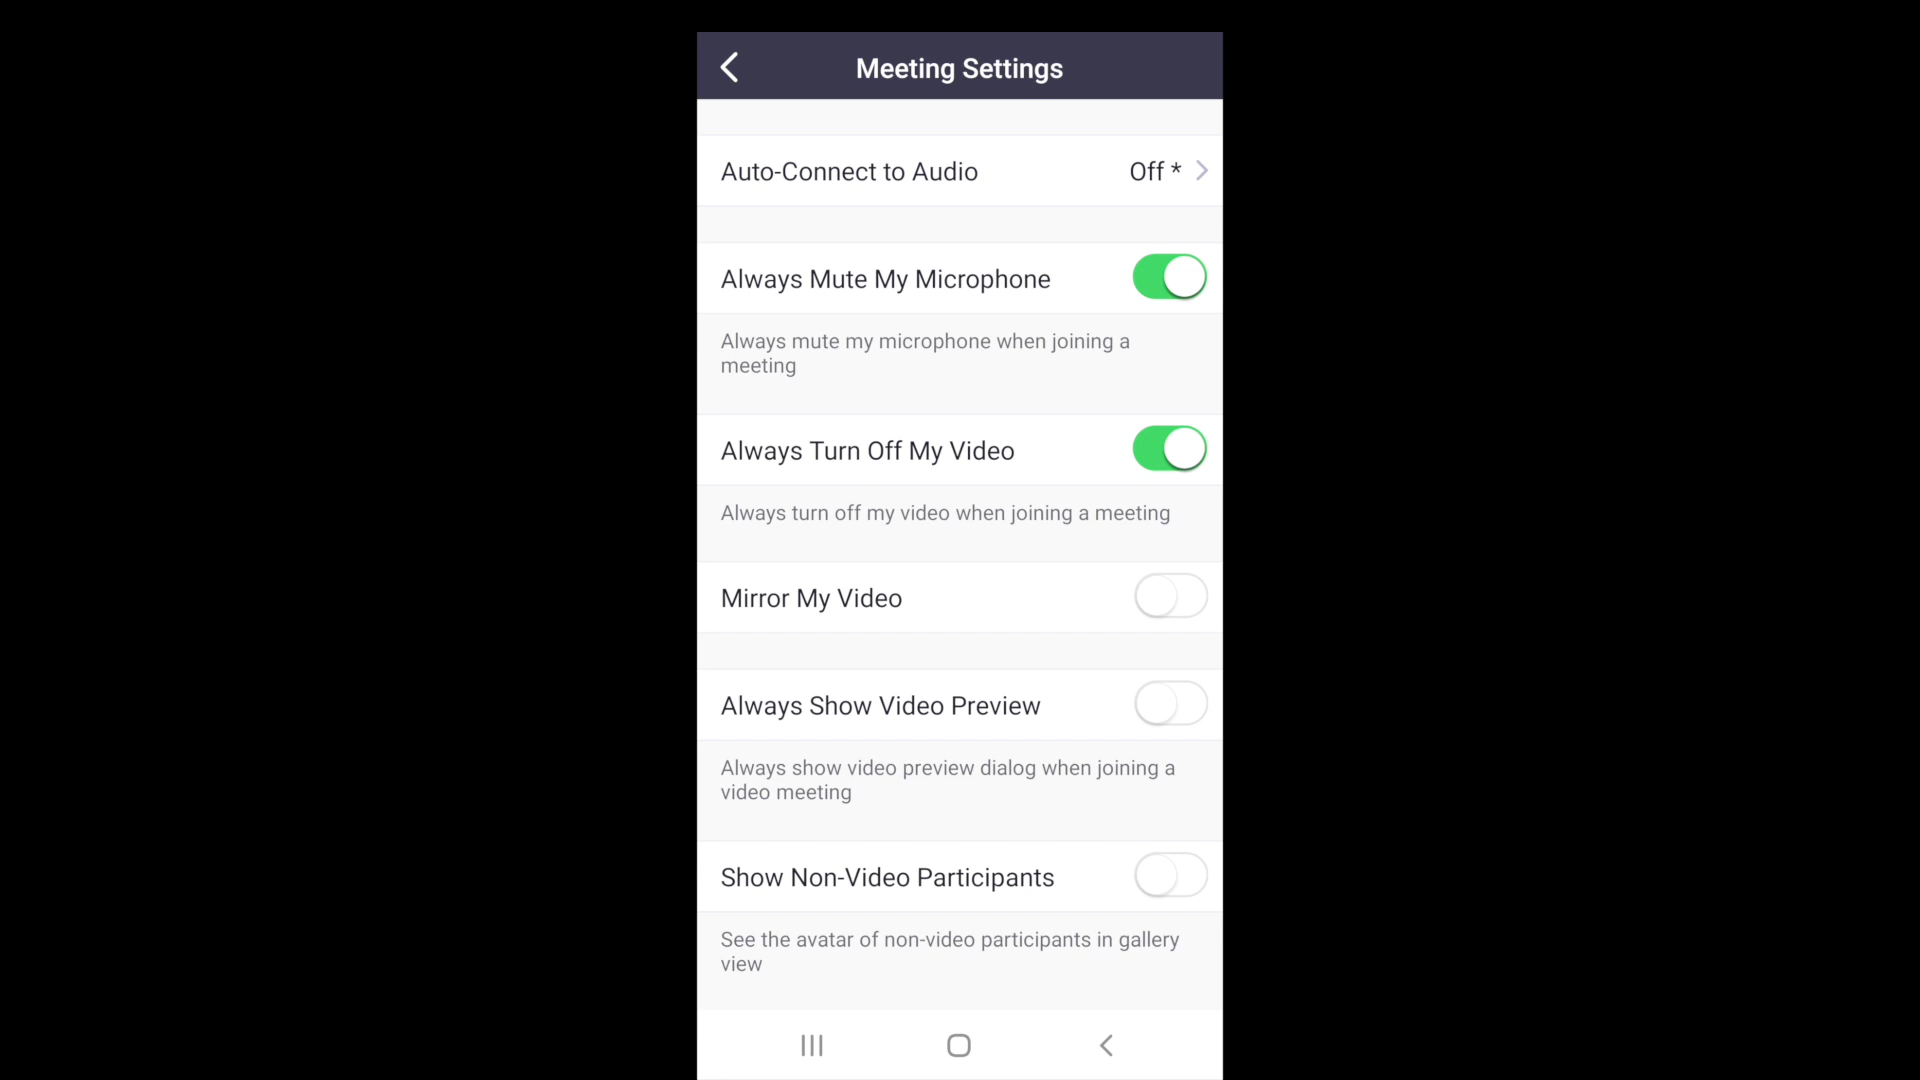 Meeting Settings
Auto-Connect to Audio Off *
Always Mute My Microphone
Always mute my microphone when joining a
meeting
Always Turn Off My Video
Always turn off my video when joining a meeting
Mirror My Video
Always Show Video Preview
Always show video preview dialog when joining a
video meeting
Show Non-Video Participants
See the avatar of non-video participants in gallery
view